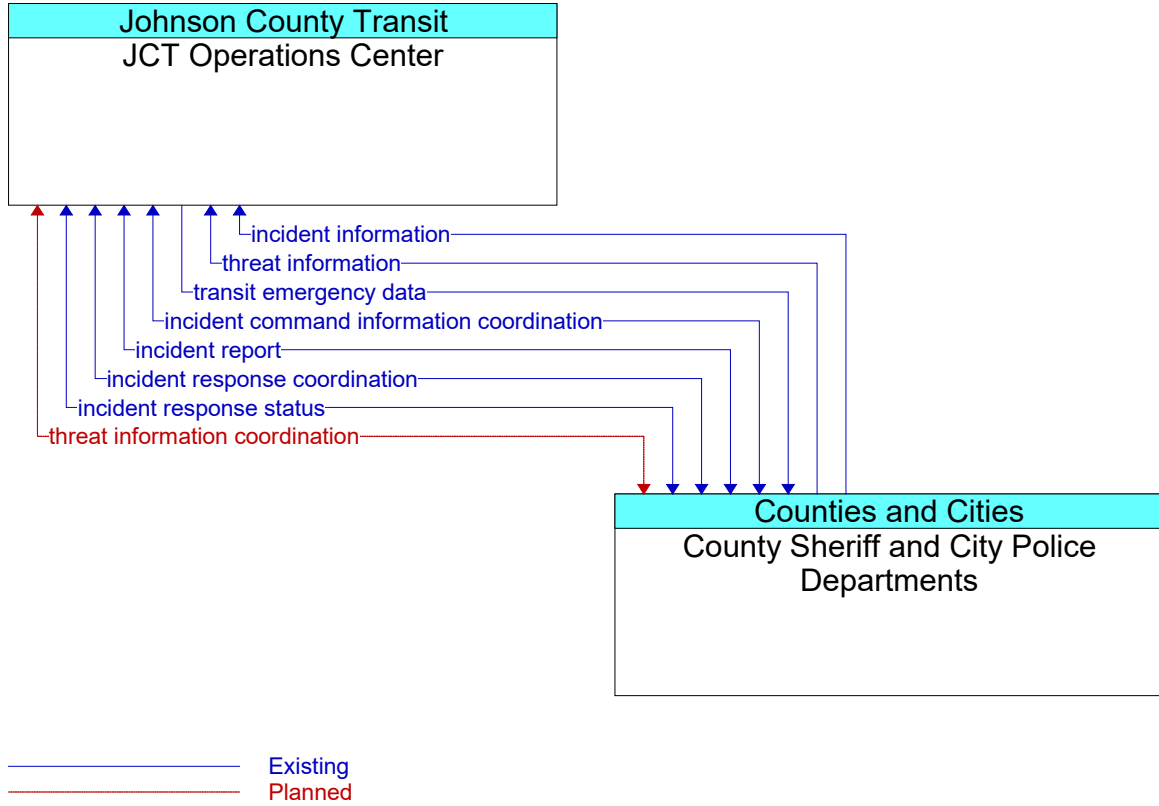 Johnson County Transit
JCT Operations Center
incident information
threat information
transit emergency data
incident command information coordination
incident report
incident response coordination
incident response status
threat information coordination
Counties and Cities
County Sheriff and City Police
Departments
Existing
Planned